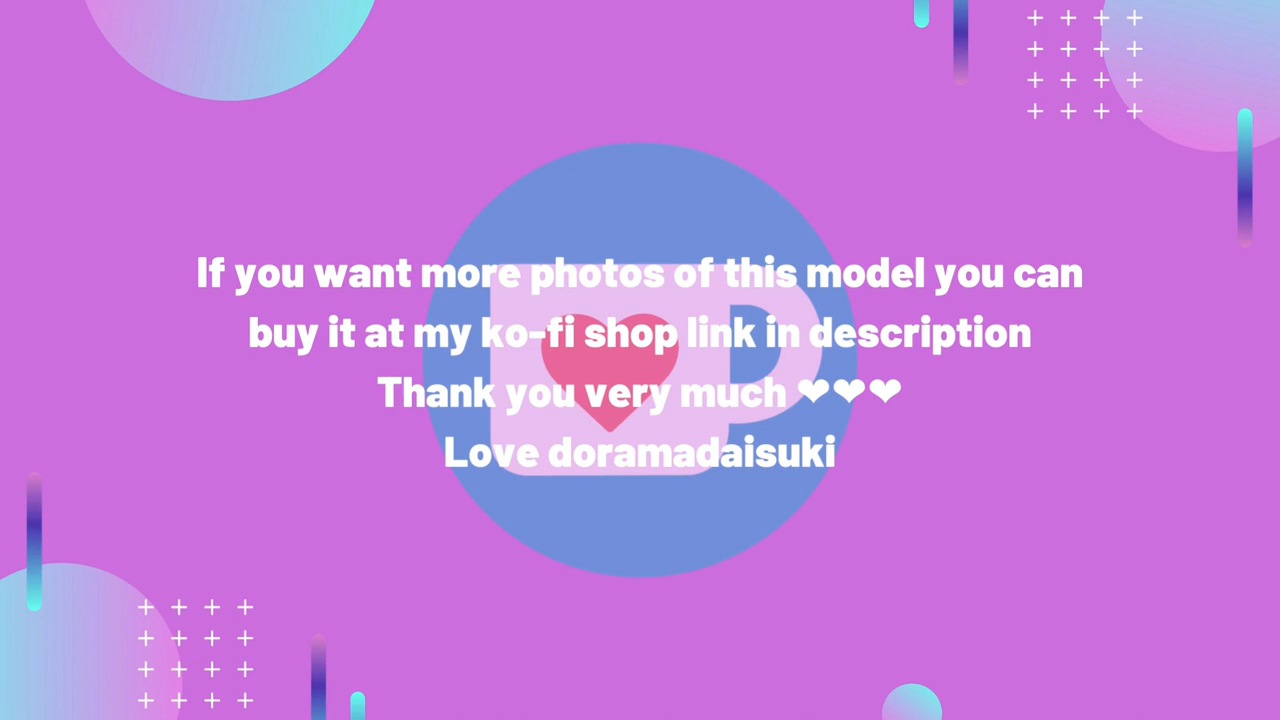 If you want more photos of this model you can
buy it at my ko-fi shop link in description
Thank you very much ❤❤❤
Love doramadaisuki